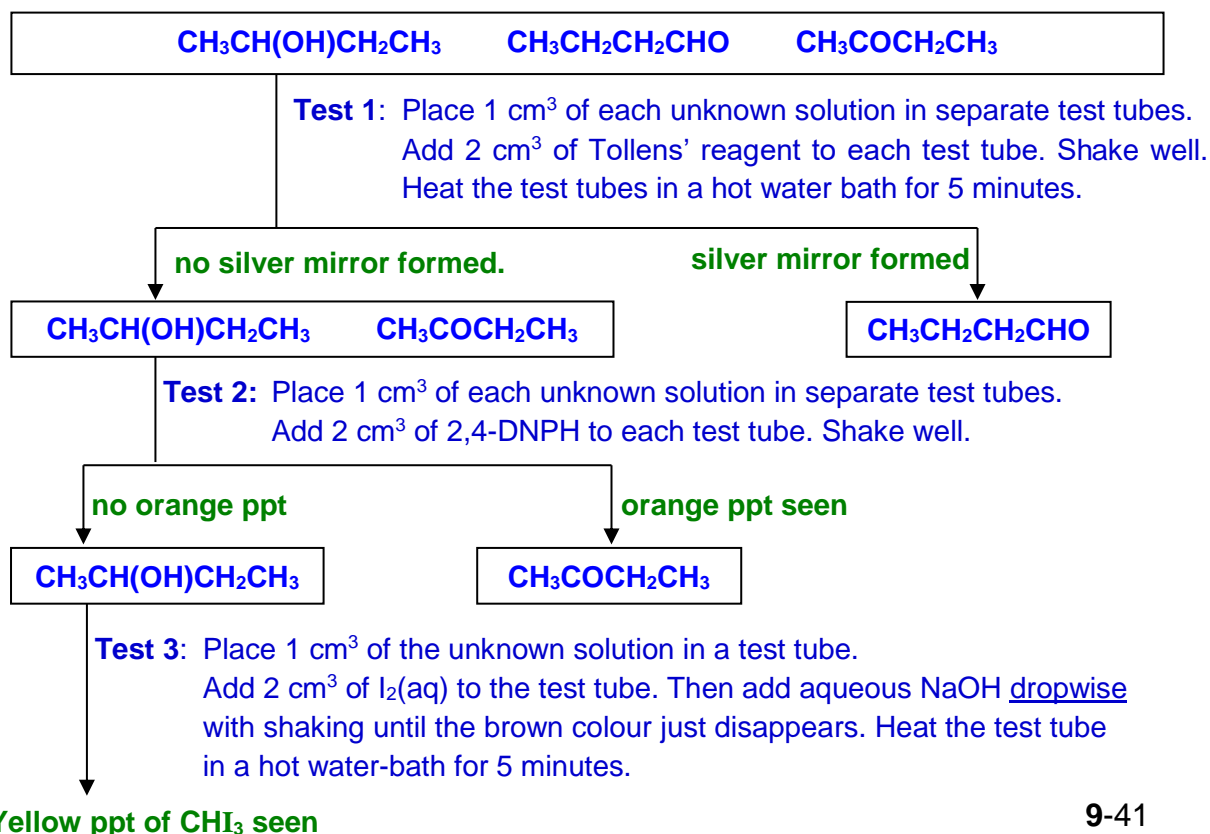 CH₃CH(OH)CH₂CH₃ CH₃CH₂CH₂CHO CH₃COCH₂CH₃
Test 1: Place 1 cm³ of each unknown solution in separate test tubes.
Add 2 cm³ of Tollens' reagent to each test tube. Shake well.
Heat the test tubes in a hot water bath for 5 minutes.
no silver mirror formed. silver mirror formed
CH₃CH(OH)CH₂CH₃ CH₃COCH₂CH₃ CH₃CH₂CH₂CHO
Test 2: Place 1 cm³ of each unknown solution in separate test tubes.
Add 2 cm³ of 2,4-DNPH to each test tube. Shake well.
no orange ppt orange ppt seen
CH₃CH(OH)CH₂CH₃ CH₃COCH₂CH₃
Test 3: Place 1 cm³ of the unknown solution in a test tube.
Add 2 cm³ of I₂(aq) to the test tube. Then add aqueous NaOH dropwise
with shaking until the brown colour just disappears. Heat the test tube
in a hot water-bath for 5 minutes.
Yellow ppt of CHI₃ seen
9-41